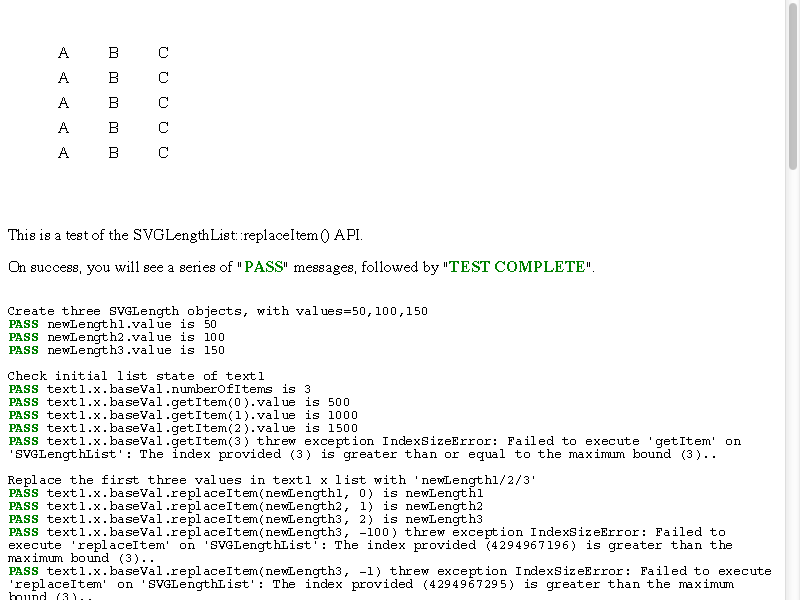 A B C
A B C
A B C
A B C
A B C
This is a test of the SVGLengthList::replaceItem() API.
On success, you will see a series of "PASS" messages, followed by "TEST COMPLETE".
Create three SVGLength objects, with values=50,100,150
PASS newLength1.value is 50
PASS newLength2.value is 100
PASS newLength3.value is 150
Check initial list state of text1
PASS text1.x.baseVal.numberOfItems is 3
PASS text1.x.baseVal.getItem(0).value is 500
PASS text1.x.baseVal.getItem(1).value is 1000
PASS text1.x.baseVal.getItem(2).value is 1500
PASS text1.x.baseVal.getItem(3) threw exception IndexSizeError: Failed to execute 'getItem' on
'SVGLengthList': The index provided (3) is greater than or equal to the maximum bound (3)..
Replace the first three values in text1 x list with 'newLength1/2/3'
PASS text1.x.baseVal.replaceItem(newLength1, 0) is newLength1
PASS text1.x.baseVal.replaceItem(newLength2, 1) is newLength2
PASS text1.x.baseVal.replaceItem(newLength3, 2) is newLength3
PASS text1.x.baseVal.replaceItem(newLength3, -100) threw exception IndexSizeError: Failed to
execute 'replaceItem' on 'SVGLengthList': The index provided (4294967196) is greater than the
maximum bound (3)..
PASS text1.x.baseVal.replaceItem(newLength3, -1) threw exception IndexSizeError: Failed to execute
'replaceItem' on 'SVGLengthList': The index provided (4294967295) is greater than the maximum
bound (3)..